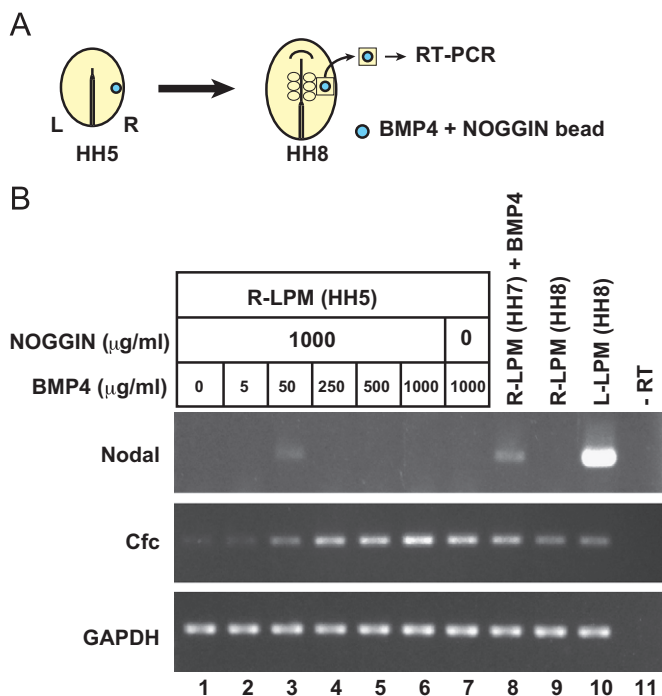 A
L R
HH5
HH8
RT-PCR
BMP4 + NOGGIN bead
B
R-LPM (HH5)
NOGGIN (μg/ml) 1000 0
BMP4 (μg/ml) 0 5 50 250 500 1000 1000
R-LPM (HH7) + BMP4
R-LPM (HH8)
L-LPM (HH8)
- RT
Nodal
Cfc
GAPDH
1 2 3 4 5 6 7 8 9 10 11